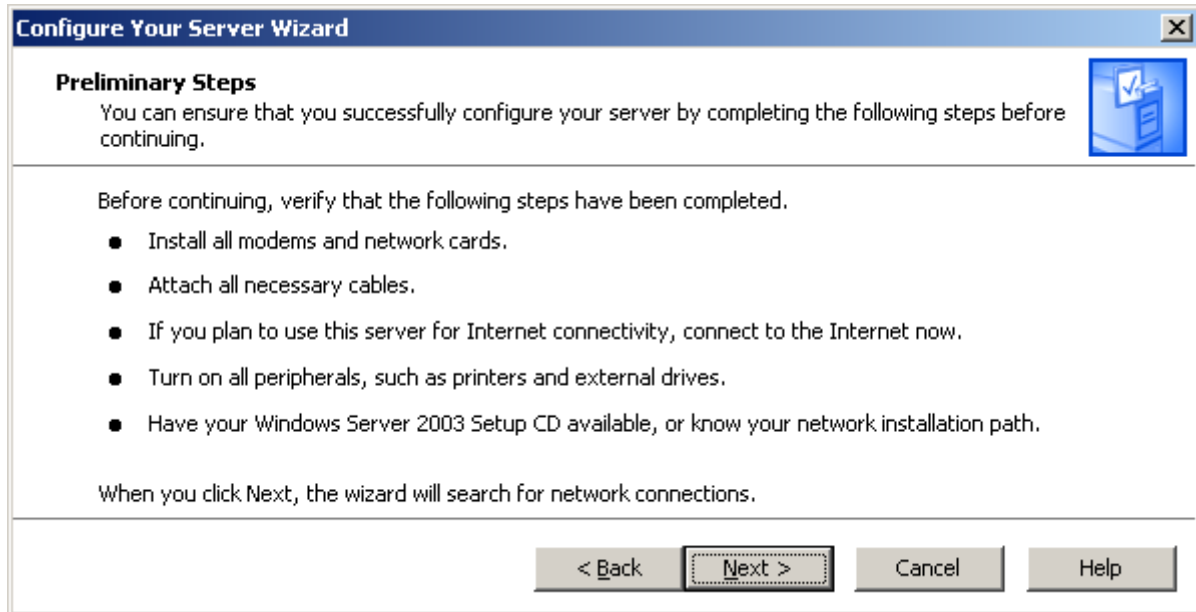 Configure Your Server Wizard
Preliminary Steps
You can ensure that you successfully configure your server by completing the following steps before
continuing.
Before continuing, verify that the following steps have been completed.
● Install all modems and network cards.
● Attach all necessary cables.
● If you plan to use this server for Internet connectivity, connect to the Internet now.
● Turn on all peripherals, such as printers and external drives.
● Have your Windows Server 2003 Setup CD available, or know your network installation path.
When you click Next, the wizard will search for network connections.
< Back Next > Cancel Help